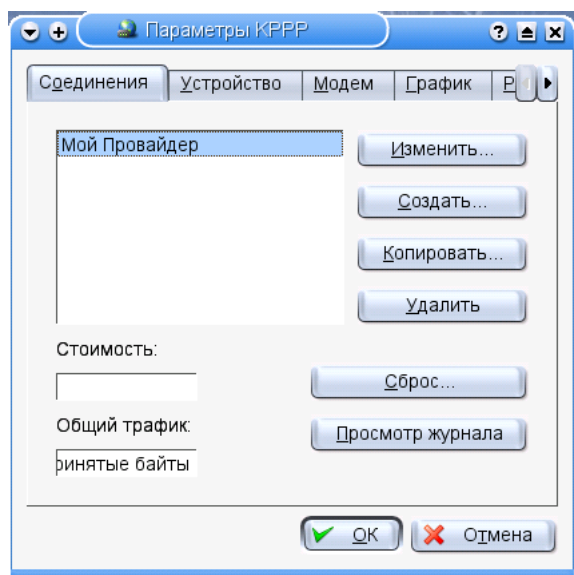 Параметры KPPP
?
Соединения Устройство Модем График Р
Мой Провайдер
Изменить...
Создать...
Копировать...
Удалить
Стоимость:
Сброс...
Общий трафик:
Просмотр журнала
ринятые байты
OK Отмена